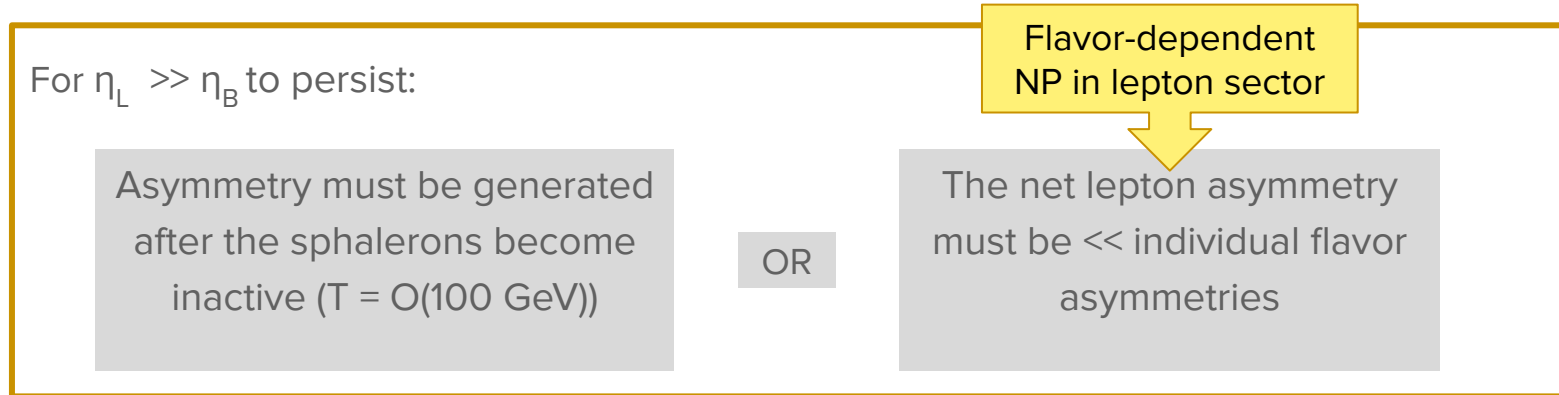 Flavor-dependent
NP in lepton sector
For η_L >> η_B to persist:
Asymmetry must be generated
after the sphalerons become
inactive (T = O(100 GeV))
OR
The net lepton asymmetry
must be << individual flavor
asymmetries